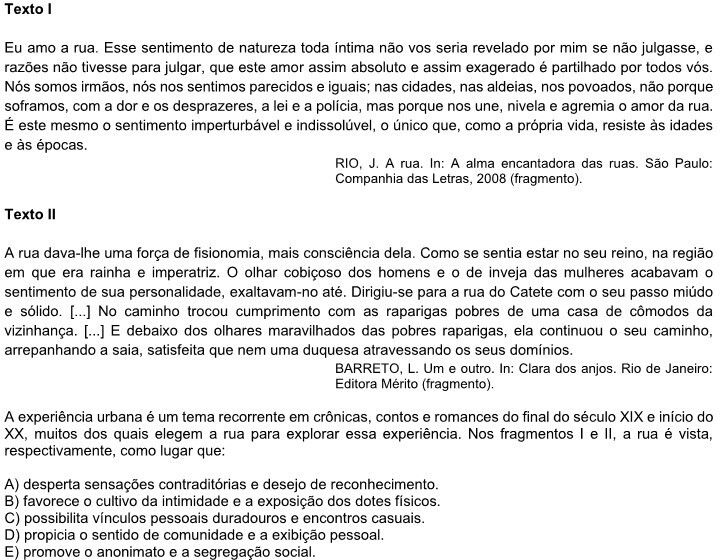 Texto I
Eu amo a rua. Esse sentimento de natureza toda íntima não vos seria revelado por mim se não julgasse, e
razões não tivesse para julgar, que este amor assim absoluto e assim exagerado é partilhado por todos vós.
Nós somos irmãos, nós nos sentimos parecidos e iguais; nas cidades, nas aldeias, nos povoados, não porque
soframos, com a dor e os desprazeres, a lei e a polícia, mas porque nos une, nivela e agremia o amor da rua.
É este mesmo o sentimento imperturbável e indissolúvel, o único que, como a própria vida, resiste às idades
e às épocas.
RIO, J. A rua. In: A alma encantadora das ruas. São Paulo:
Companhia das Letras, 2008 (fragmento).
Texto II
A rua dava-lhe uma força de fisionomia, mais consciência dela. Como se sentia estar no seu reino, na região
em que era rainha e imperatriz. O olhar cobiçoso dos homens e o de inveja das mulheres acabavam o
sentimento de sua personalidade, exaltavam-no até. Dirigiu-se para a rua do Catete com o seu passo miúdo
e sólido. [...] No caminho trocou cumprimento com as raparigas pobres de uma casa de cômodos da
vizinhança. [...] E debaixo dos olhares maravilhados das pobres raparigas, ela continuou o seu caminho,
arrepanhando a saia, satisfeita que nem uma duquesa atravessando os seus domínios.
BARRETO, L. Um e outro. In: Clara dos anjos. Rio de Janeiro:
Editora Mérito (fragmento).
A experiência urbana é um tema recorrente em crônicas, contos e romances do final do século XIX e início do
XX, muitos dos quais elegem a rua para explorar essa experiência. Nos fragmentos I e II, a rua é vista,
respectivamente, como lugar que:
A) desperta sensações contraditórias e desejo de reconhecimento.
B) favorece o cultivo da intimidade e a exposição dos dotes físicos.
C) possibilita vínculos pessoais duradouros e encontros casuais.
D) propicia o sentido de comunidade e a exibição pessoal.
E) promove o anonimato e a segregação social.